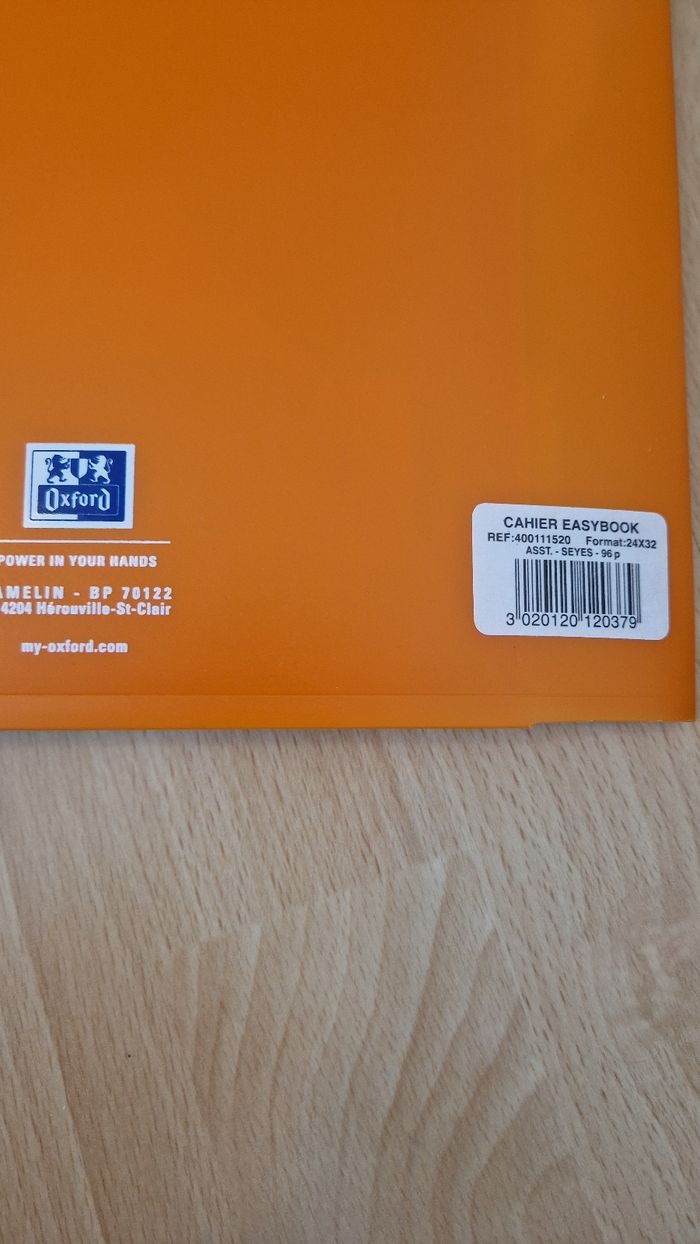 Oxford
POWER IN YOUR HANDS
AMELIN - BP 70122
4204 Hérouville-St-Clair
my-oxford.com
CAHIER EASYBOOK
REF:400111520 Format:24X32
ASST. - SEYES - 96 p
3 020120 120379